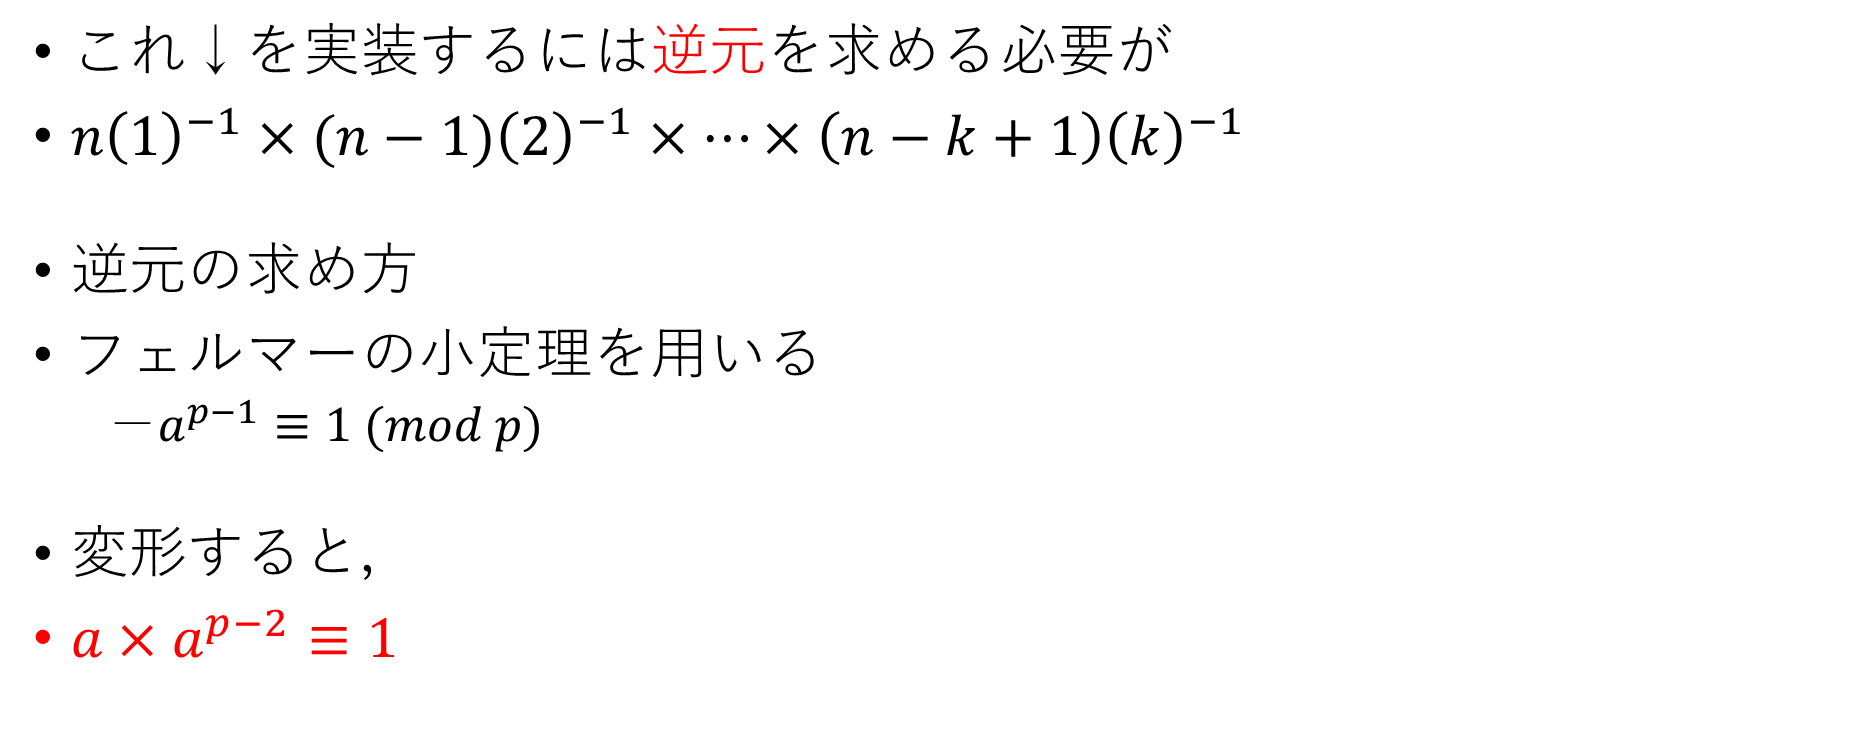 • これ↓を実装するには逆元を求める必要が
• n(1)⁻¹ × (n − 1)(2)⁻¹ × ⋯ × (n − k + 1)(k)⁻¹
• 逆元の求め方
• フェルマーの小定理を用いる
－aᵖ⁻¹ ≡ 1 (mod p)
• 変形すると,
• a × aᵖ⁻² ≡ 1